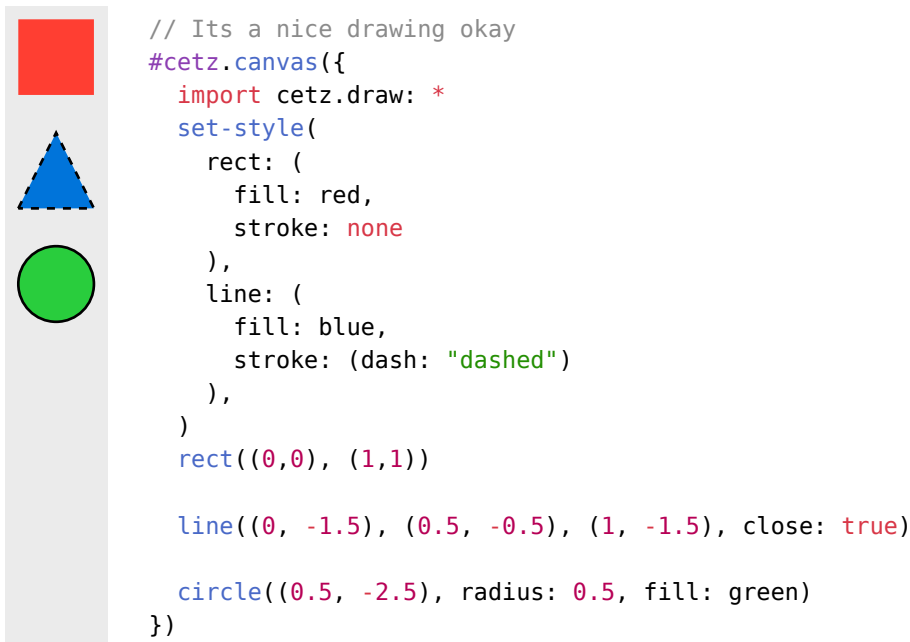 // Its a nice drawing okay
#cetz.canvas({
  import cetz.draw: *
  set-style(
    rect: (
      fill: red,
      stroke: none
    ),
    line: (
      fill: blue,
      stroke: (dash: "dashed")
    ),
  )
  rect((0,0), (1,1))

  line((0, -1.5), (0.5, -0.5), (1, -1.5), close: true)

  circle((0.5, -2.5), radius: 0.5, fill: green)
})